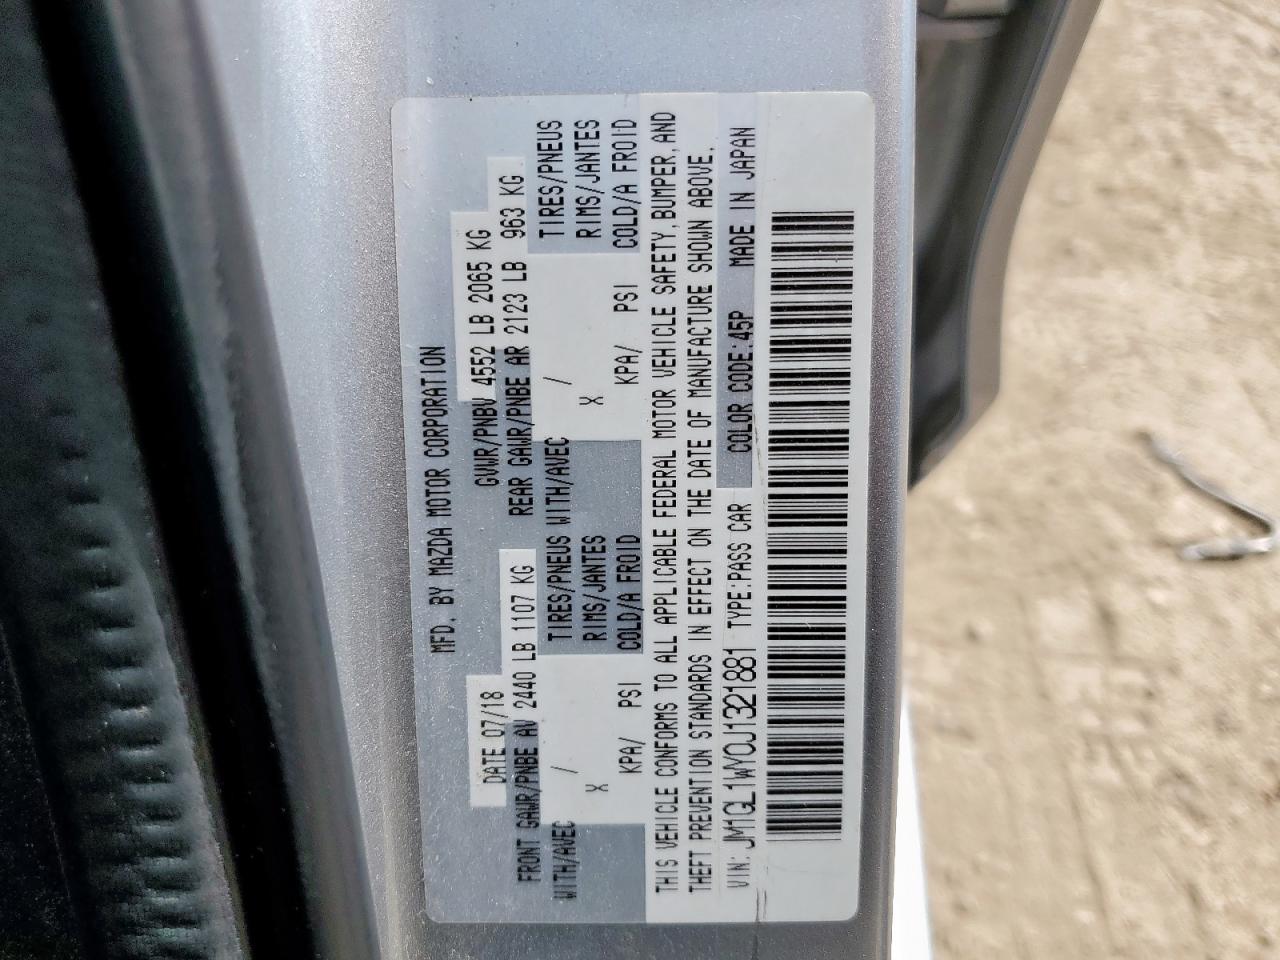 MFD. BY MAZDA MOTOR CORPORATION
DATE 07/18 GVWR/PNBV 4552 LB 2065 KG
FRONT GAWR/PNBE AV 2440 LB 1107 KG REAR GAWR/PNBE AR 2123 LB 963 KG
WITH/AVEC / TIRES/PNEUS WITH/AVEC / TIRES/PNEUS
X RIMS/JANTES X RIMS/JANTES
KPA/ PSI COLD/A FROID KPA/ PSI COLD/A FROID
THIS VEHICLE CONFORMS TO ALL APPLICABLE FEDERAL MOTOR VEHICLE SAFETY, BUMPER, AND
THEFT PREVENTION STANDARDS IN EFFECT ON THE DATE OF MANUFACTURE SHOWN ABOVE.
VIN: JM1GL1WY0J1321881 TYPE:PASS CAR COLOR CODE:45P MADE IN JAPAN